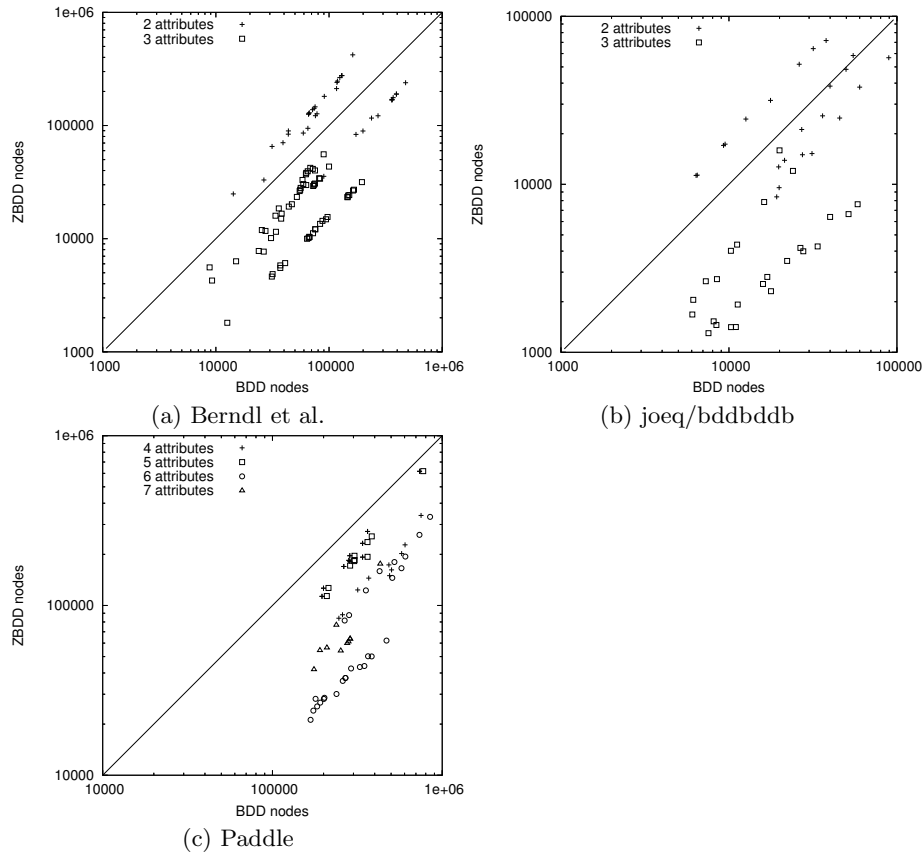 1e+06
2 attributes
3 attributes
100000
ZBDD nodes
10000
1000
1000
10000
100000
1e+06
BDD nodes
(a) Berndl et al.
100000
2 attributes
3 attributes
ZBDD nodes
10000
1000
1000
10000
100000
BDD nodes
(b) joeq/bddbddb
1e+06
4 attributes
5 attributes
6 attributes
7 attributes
ZBDD nodes
100000
10000
10000
100000
1e+06
BDD nodes
(c) Paddle